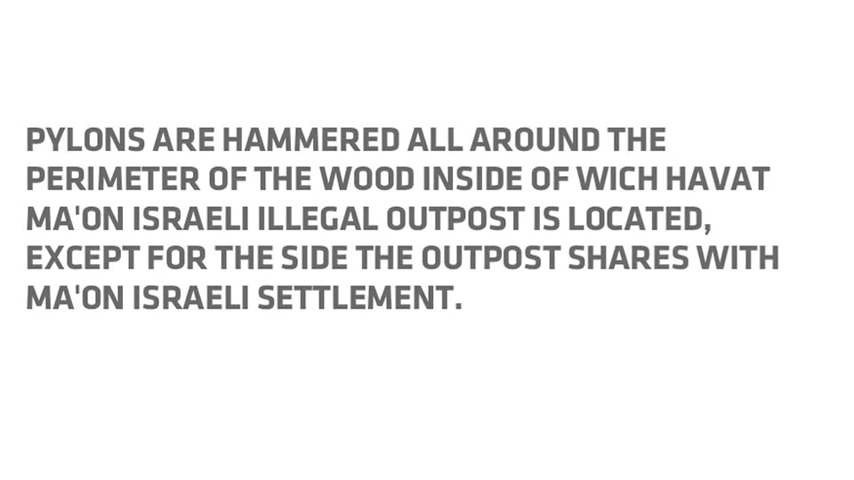 PYLONS ARE HAMMERED ALL AROUND THE
PERIMETER OF THE WOOD INSIDE OF WICH HAVAT
MA'ON ISRAELI ILLEGAL OUTPOST IS LOCATED,
EXCEPT FOR THE SIDE THE OUTPOST SHARES WITH
MA'ON ISRAELI SETTLEMENT.